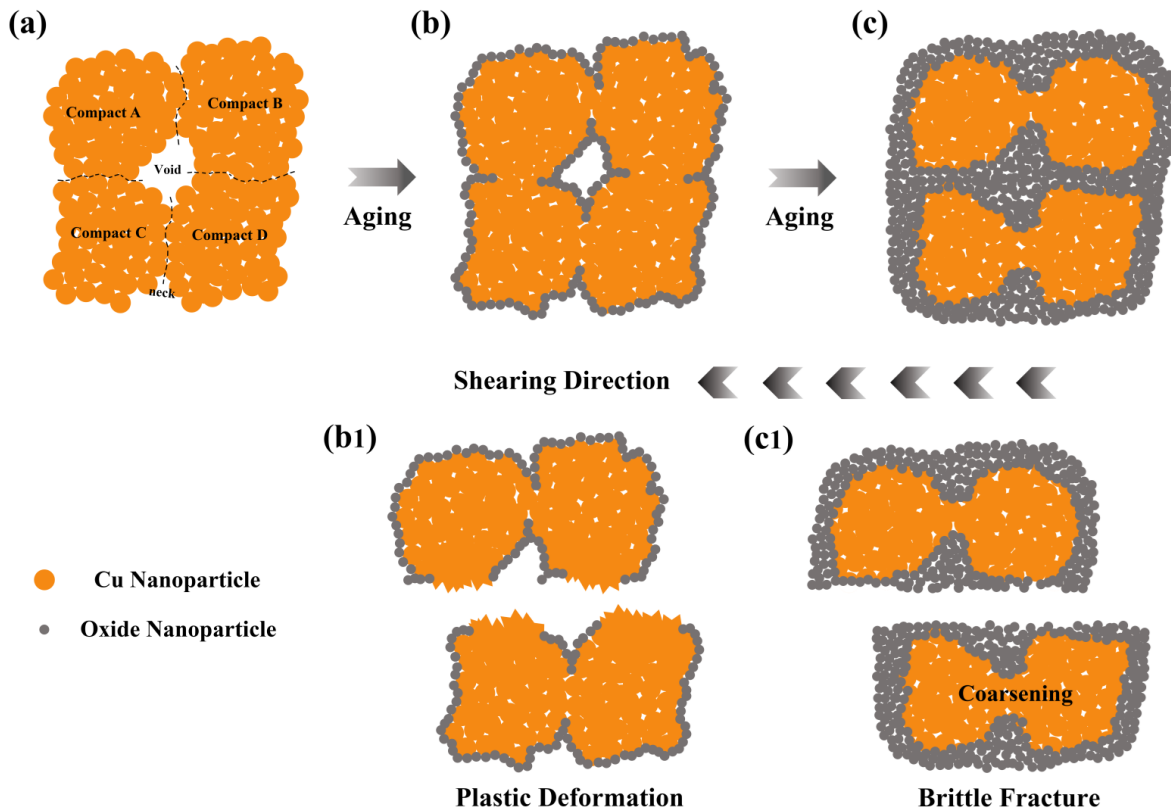 (a)
(b)
(c)
Compact A
Compact B
Void
Compact C
Compact D
neck
Aging
Aging
Shearing Direction
(b1)
(c1)
Cu Nanoparticle
Oxide Nanoparticle
Coarsening
Plastic Deformation
Brittle Fracture